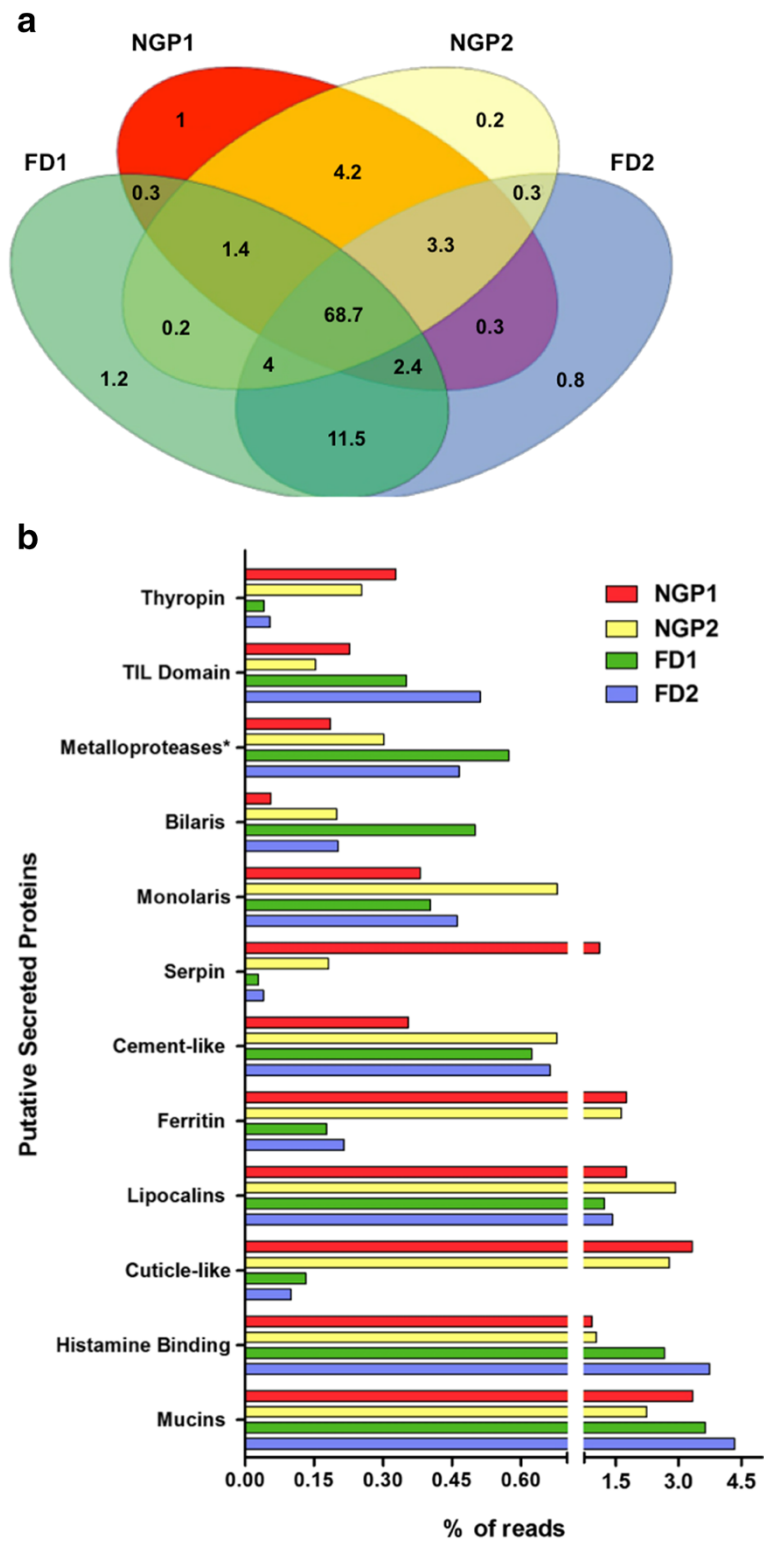 a
NGP1 NGP2
FD1 FD2
1 0.2
4.2
0.3 0.3
1.4 3.3
68.7
0.2 0.3
4 2.4
1.2 0.8
11.5
b
Putative Secreted Proteins
Thyropin
TIL Domain
Metalloproteases*
Bilaris
Monolaris
Serpin
Cement-like
Ferritin
Lipocalins
Cuticle-like
Histamine Binding
Mucins
NGP1
NGP2
FD1
FD2
0.00 0.15 0.30 0.45 0.60 1.5 3.0 4.5
% of reads